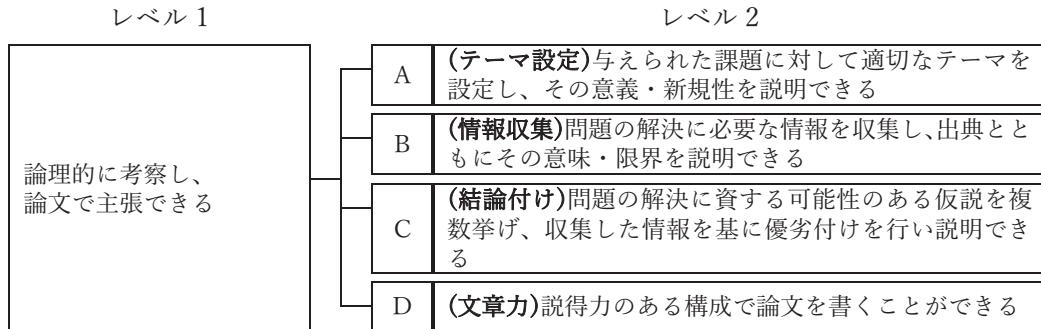 レベル 1
レベル 2
論理的に考察し、
論文で主張できる
A
(テーマ設定)与えられた課題に対して適切なテーマを
設定し、その意義・新規性を説明できる
B
(情報収集)問題の解決に必要な情報を収集し、出典とと
もにその意味・限界を説明できる
C
(結論付け)問題の解決に資する可能性のある仮説を複
数挙げ、収集した情報を基に優劣付けを行い説明でき
る
D
(文章力)説得力のある構成で論文を書くことができる